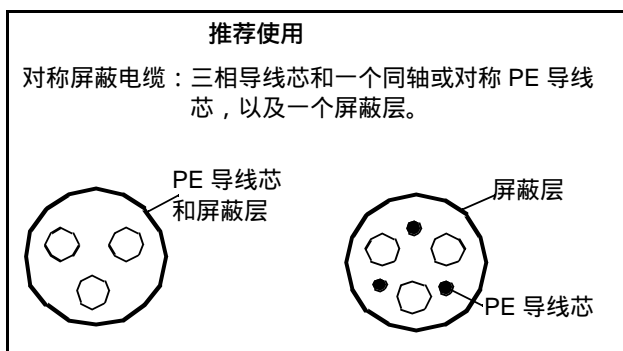 推荐使用
对称屏蔽电缆：三相导线芯和一个同轴或对称 PE 导线
芯，以及一个屏蔽层。
PE 导线芯
和屏蔽层
屏蔽层
PE 导线芯